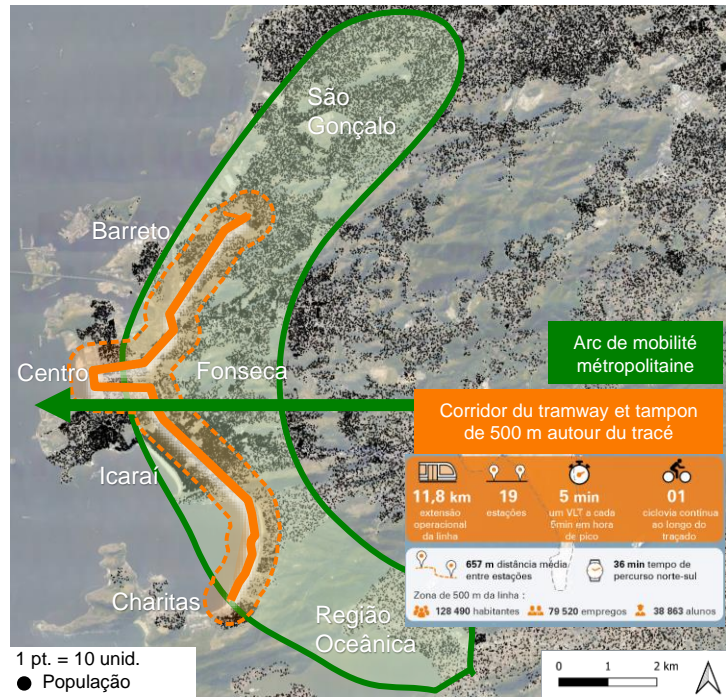 São
Gonçalo
Barreto
Arc de mobilité
métropolitaine
Centro
Fonseca
Corridor du tramway et tampon
de 500 m autour du tracé
Icaraí
11,8 km
extensão
operacional
da linha
19
estações
5 min
um VLT a cada
5min em hora
de pico
01
ciclovia contínua
ao longo do
traçado
657 m distância média
entre estações
36 min tempo de
percurso norte-sul
Zona de 500 m da linha :
128 490 habitantes
79 520 empregos
38 863 alunos
Charitas
Região
Oceânica
1 pt. = 10 unid.
População
0 1 2 km